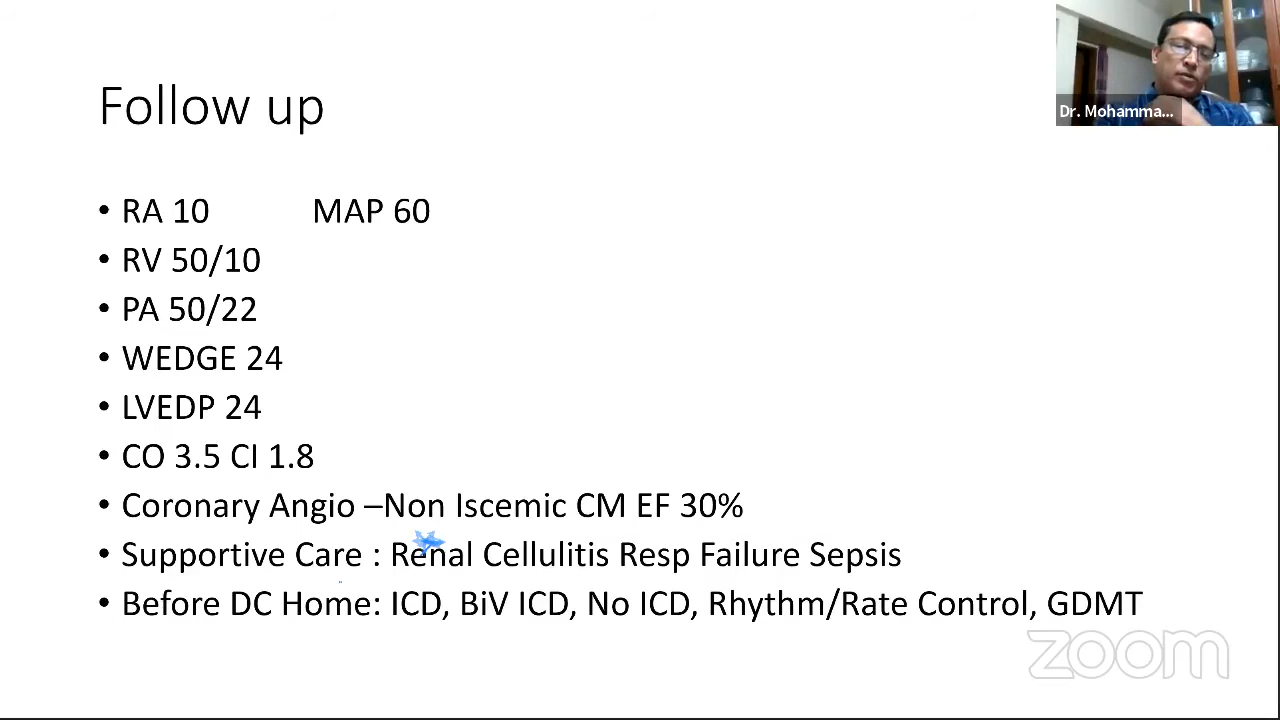 Follow up
Dr. Mohamma...
• RA 10 MAP 60
• RV 50/10
• PA 50/22
• WEDGE 24
• LVEDP 24
• CO 3.5 CI 1.8
• Coronary Angio –Non Iscemic CM EF 30%
• Supportive Care : Renal Cellulitis Resp Failure Sepsis
• Before DC Home: ICD, BiV ICD, No ICD, Rhythm/Rate Control, GDMT
zoom